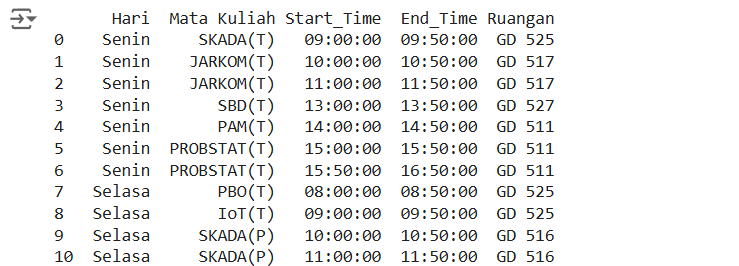 Hari Mata Kuliah Start_Time End_Time Ruangan
0 Senin SKADA(T) 09:00:00 09:50:00 GD 525
1 Senin JARKOM(T) 10:00:00 10:50:00 GD 517
2 Senin JARKOM(T) 11:00:00 11:50:00 GD 517
3 Senin SBD(T) 13:00:00 13:50:00 GD 527
4 Senin PAM(T) 14:00:00 14:50:00 GD 511
5 Senin PROBSTAT(T) 15:00:00 15:50:00 GD 511
6 Senin PROBSTAT(T) 15:50:00 16:50:00 GD 511
7 Selasa PBO(T) 08:00:00 08:50:00 GD 525
8 Selasa IoT(T) 09:00:00 09:50:00 GD 525
9 Selasa SKADA(P) 10:00:00 10:50:00 GD 516
10 Selasa SKADA(P) 11:00:00 11:50:00 GD 516